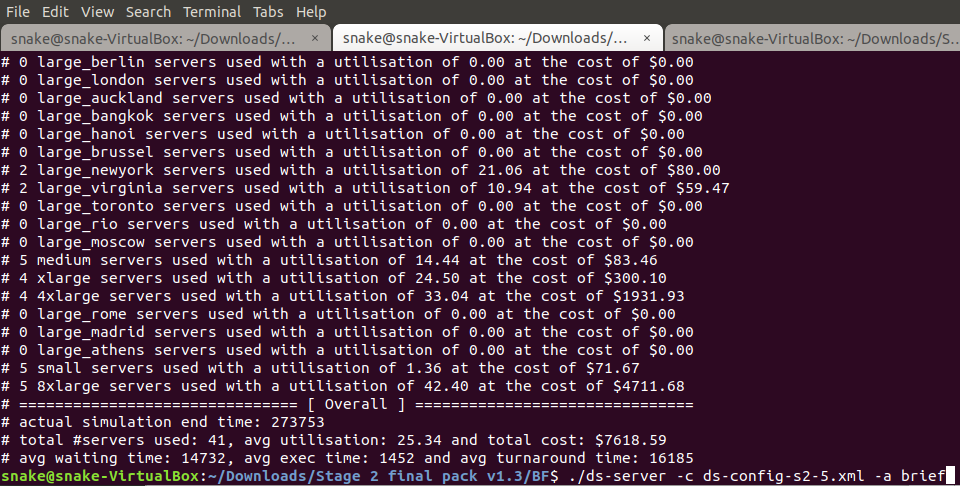 File Edit View Search Terminal Tabs Help
snake@snake-VirtualBox: ~/Downloads/... × snake@snake-VirtualBox: ~/Downloads/... × snake@snake-VirtualBox: ~/Downloads/S...
# 0 large_berlin servers used with a utilisation of 0.00 at the cost of $0.00
# 0 large_london servers used with a utilisation of 0.00 at the cost of $0.00
# 0 large_auckland servers used with a utilisation of 0.00 at the cost of $0.00
# 0 large_bangkok servers used with a utilisation of 0.00 at the cost of $0.00
# 0 large_hanoi servers used with a utilisation of 0.00 at the cost of $0.00
# 0 large_brussel servers used with a utilisation of 0.00 at the cost of $0.00
# 2 large_newyork servers used with a utilisation of 21.06 at the cost of $80.00
# 2 large_virginia servers used with a utilisation of 10.94 at the cost of $59.47
# 0 large_toronto servers used with a utilisation of 0.00 at the cost of $0.00
# 0 large_rio servers used with a utilisation of 0.00 at the cost of $0.00
# 0 large_moscow servers used with a utilisation of 0.00 at the cost of $0.00
# 5 medium servers used with a utilisation of 14.44 at the cost of $83.46
# 4 xlarge servers used with a utilisation of 24.50 at the cost of $300.10
# 4 4xlarge servers used with a utilisation of 33.04 at the cost of $1931.93
# 0 large_rome servers used with a utilisation of 0.00 at the cost of $0.00
# 0 large_madrid servers used with a utilisation of 0.00 at the cost of $0.00
# 0 large_athens servers used with a utilisation of 0.00 at the cost of $0.00
# 5 small servers used with a utilisation of 1.36 at the cost of $71.67
# 5 8xlarge servers used with a utilisation of 42.40 at the cost of $4711.68
# =============================== [ Overall ] ===============================
# actual simulation end time: 273753
# total #servers used: 41, avg utilisation: 25.34 and total cost: $7618.59
# avg waiting time: 14732, avg exec time: 1452 and avg turnaround time: 16185
snake@snake-VirtualBox:~/Downloads/Stage 2 final pack v1.3/BF$ ./ds-server -c ds-config-s2-5.xml -a brief